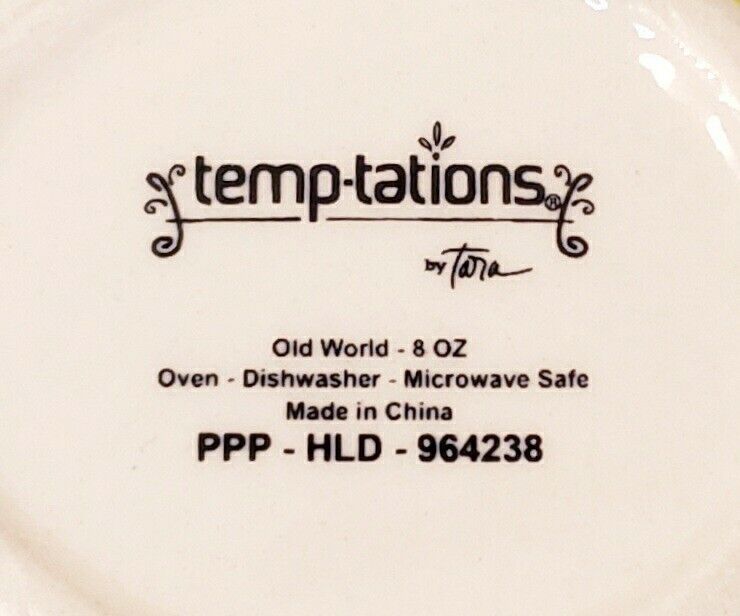 temp-tations®
by Tara
Old World - 8 OZ
Oven - Dishwasher - Microwave Safe
Made in China
PPP - HLD - 964238